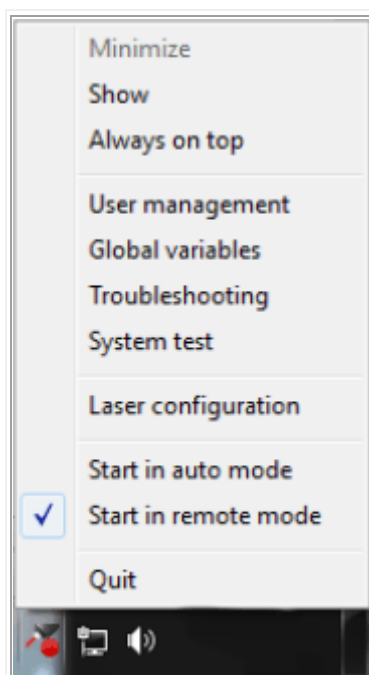 Minimize
Show
Always on top
User management
Global variables
Troubleshooting
System test
Laser configuration
Start in auto mode
Start in remote mode
Quit